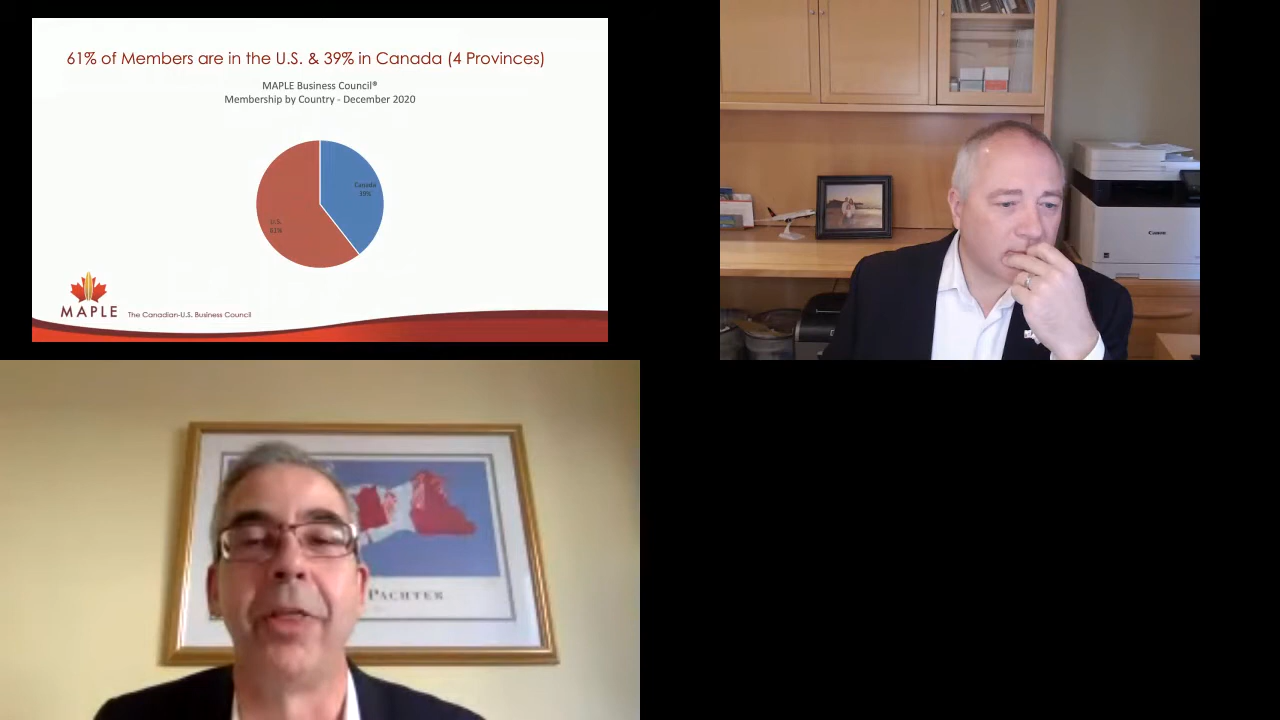 61% of Members are in the U.S. & 39% in Canada (4 Provinces)
MAPLE Business Council®
Membership by Country - December 2020
Canada
39%
U.S.
61%
MAPLE
The Canadian-U.S. Business Council
Canon
PACHTER